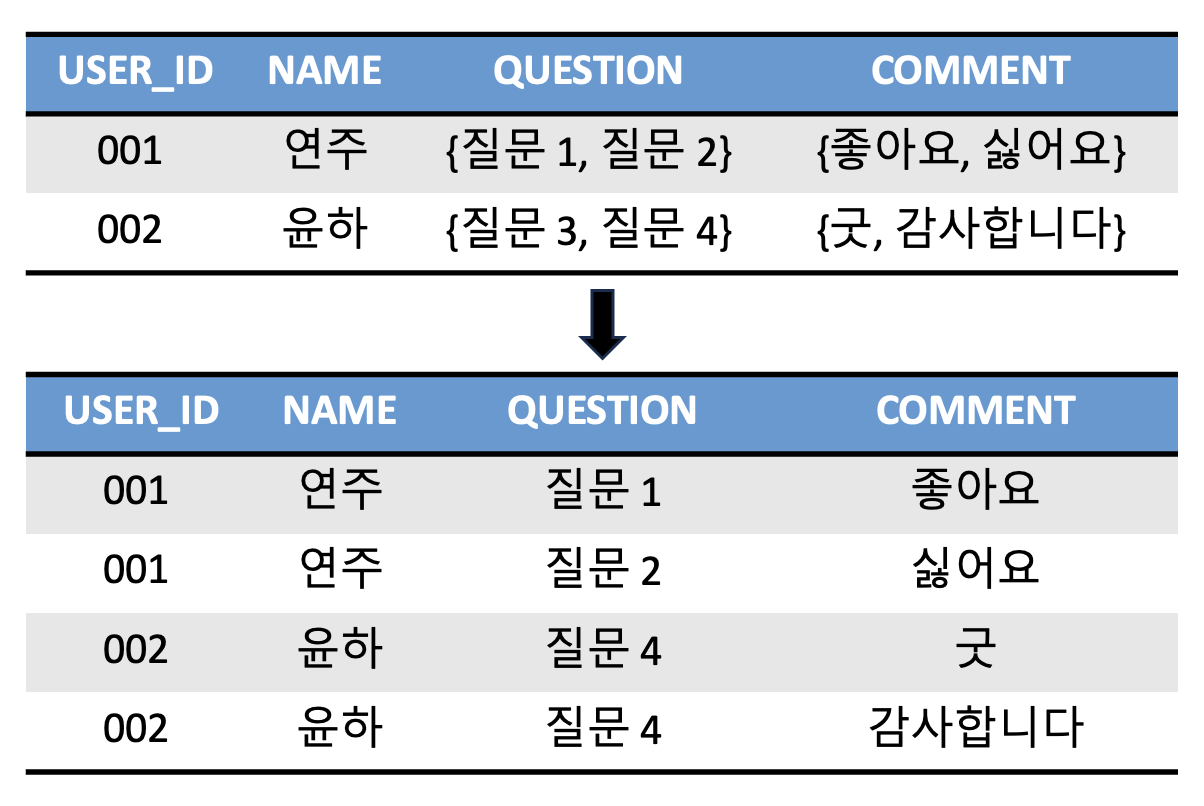 USER_ID NAME QUESTION COMMENT
001 연주 {질문 1, 질문 2} {좋아요, 싫어요}
002 윤하 {질문 3, 질문 4} {굿, 감사합니다}
USER_ID NAME QUESTION COMMENT
001 연주 질문 1 좋아요
001 연주 질문 2 싫어요
002 윤하 질문 4 굿
002 윤하 질문 4 감사합니다